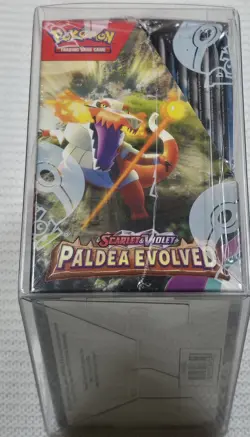 POKÉMON
TRADING CARD GAME
SCARLET & VIOLET
PALDEA EVOLVED